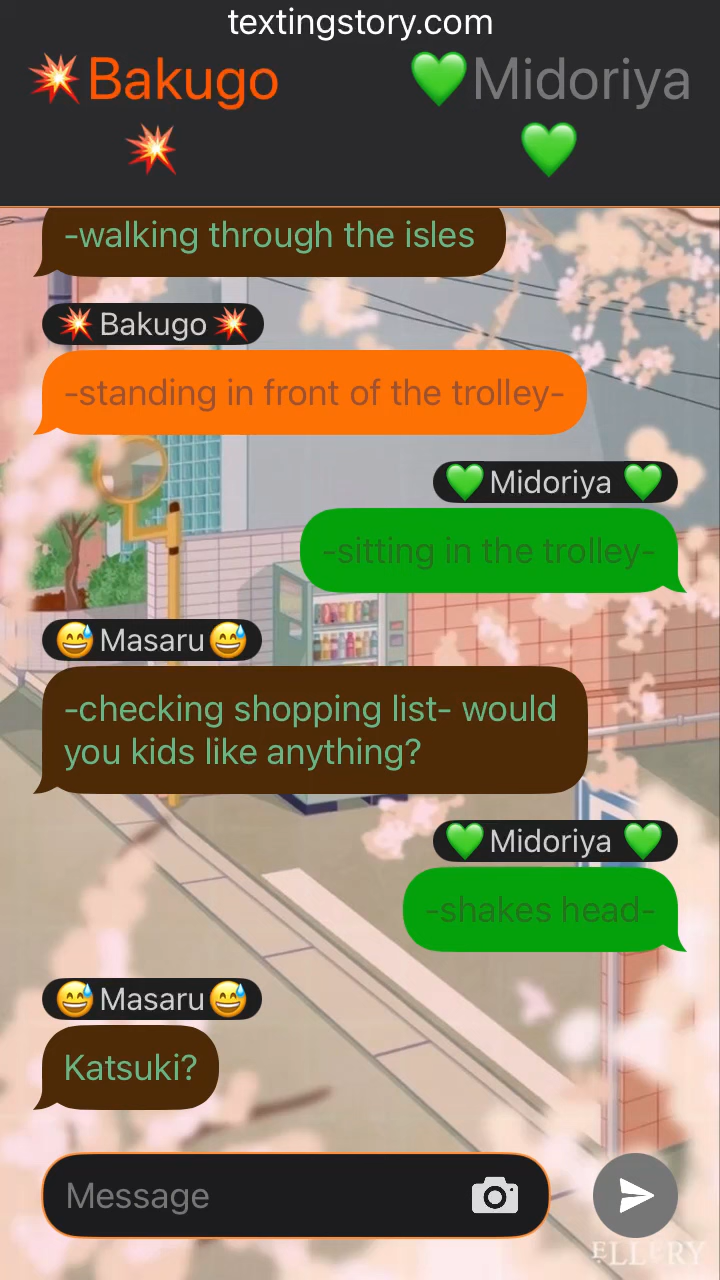 textingstory.com
💥Bakugo 💚Midoriya
💥 💚
-walking through the isles
💥Bakugo💥
-standing in front of the trolley-
💚Midoriya 💚
-sitting in the trolley-
😅Masaru😅
-checking shopping list- would
you kids like anything?
💚Midoriya 💚
-shakes head-
😅Masaru😅
Katsuki?
Message
ELLERY